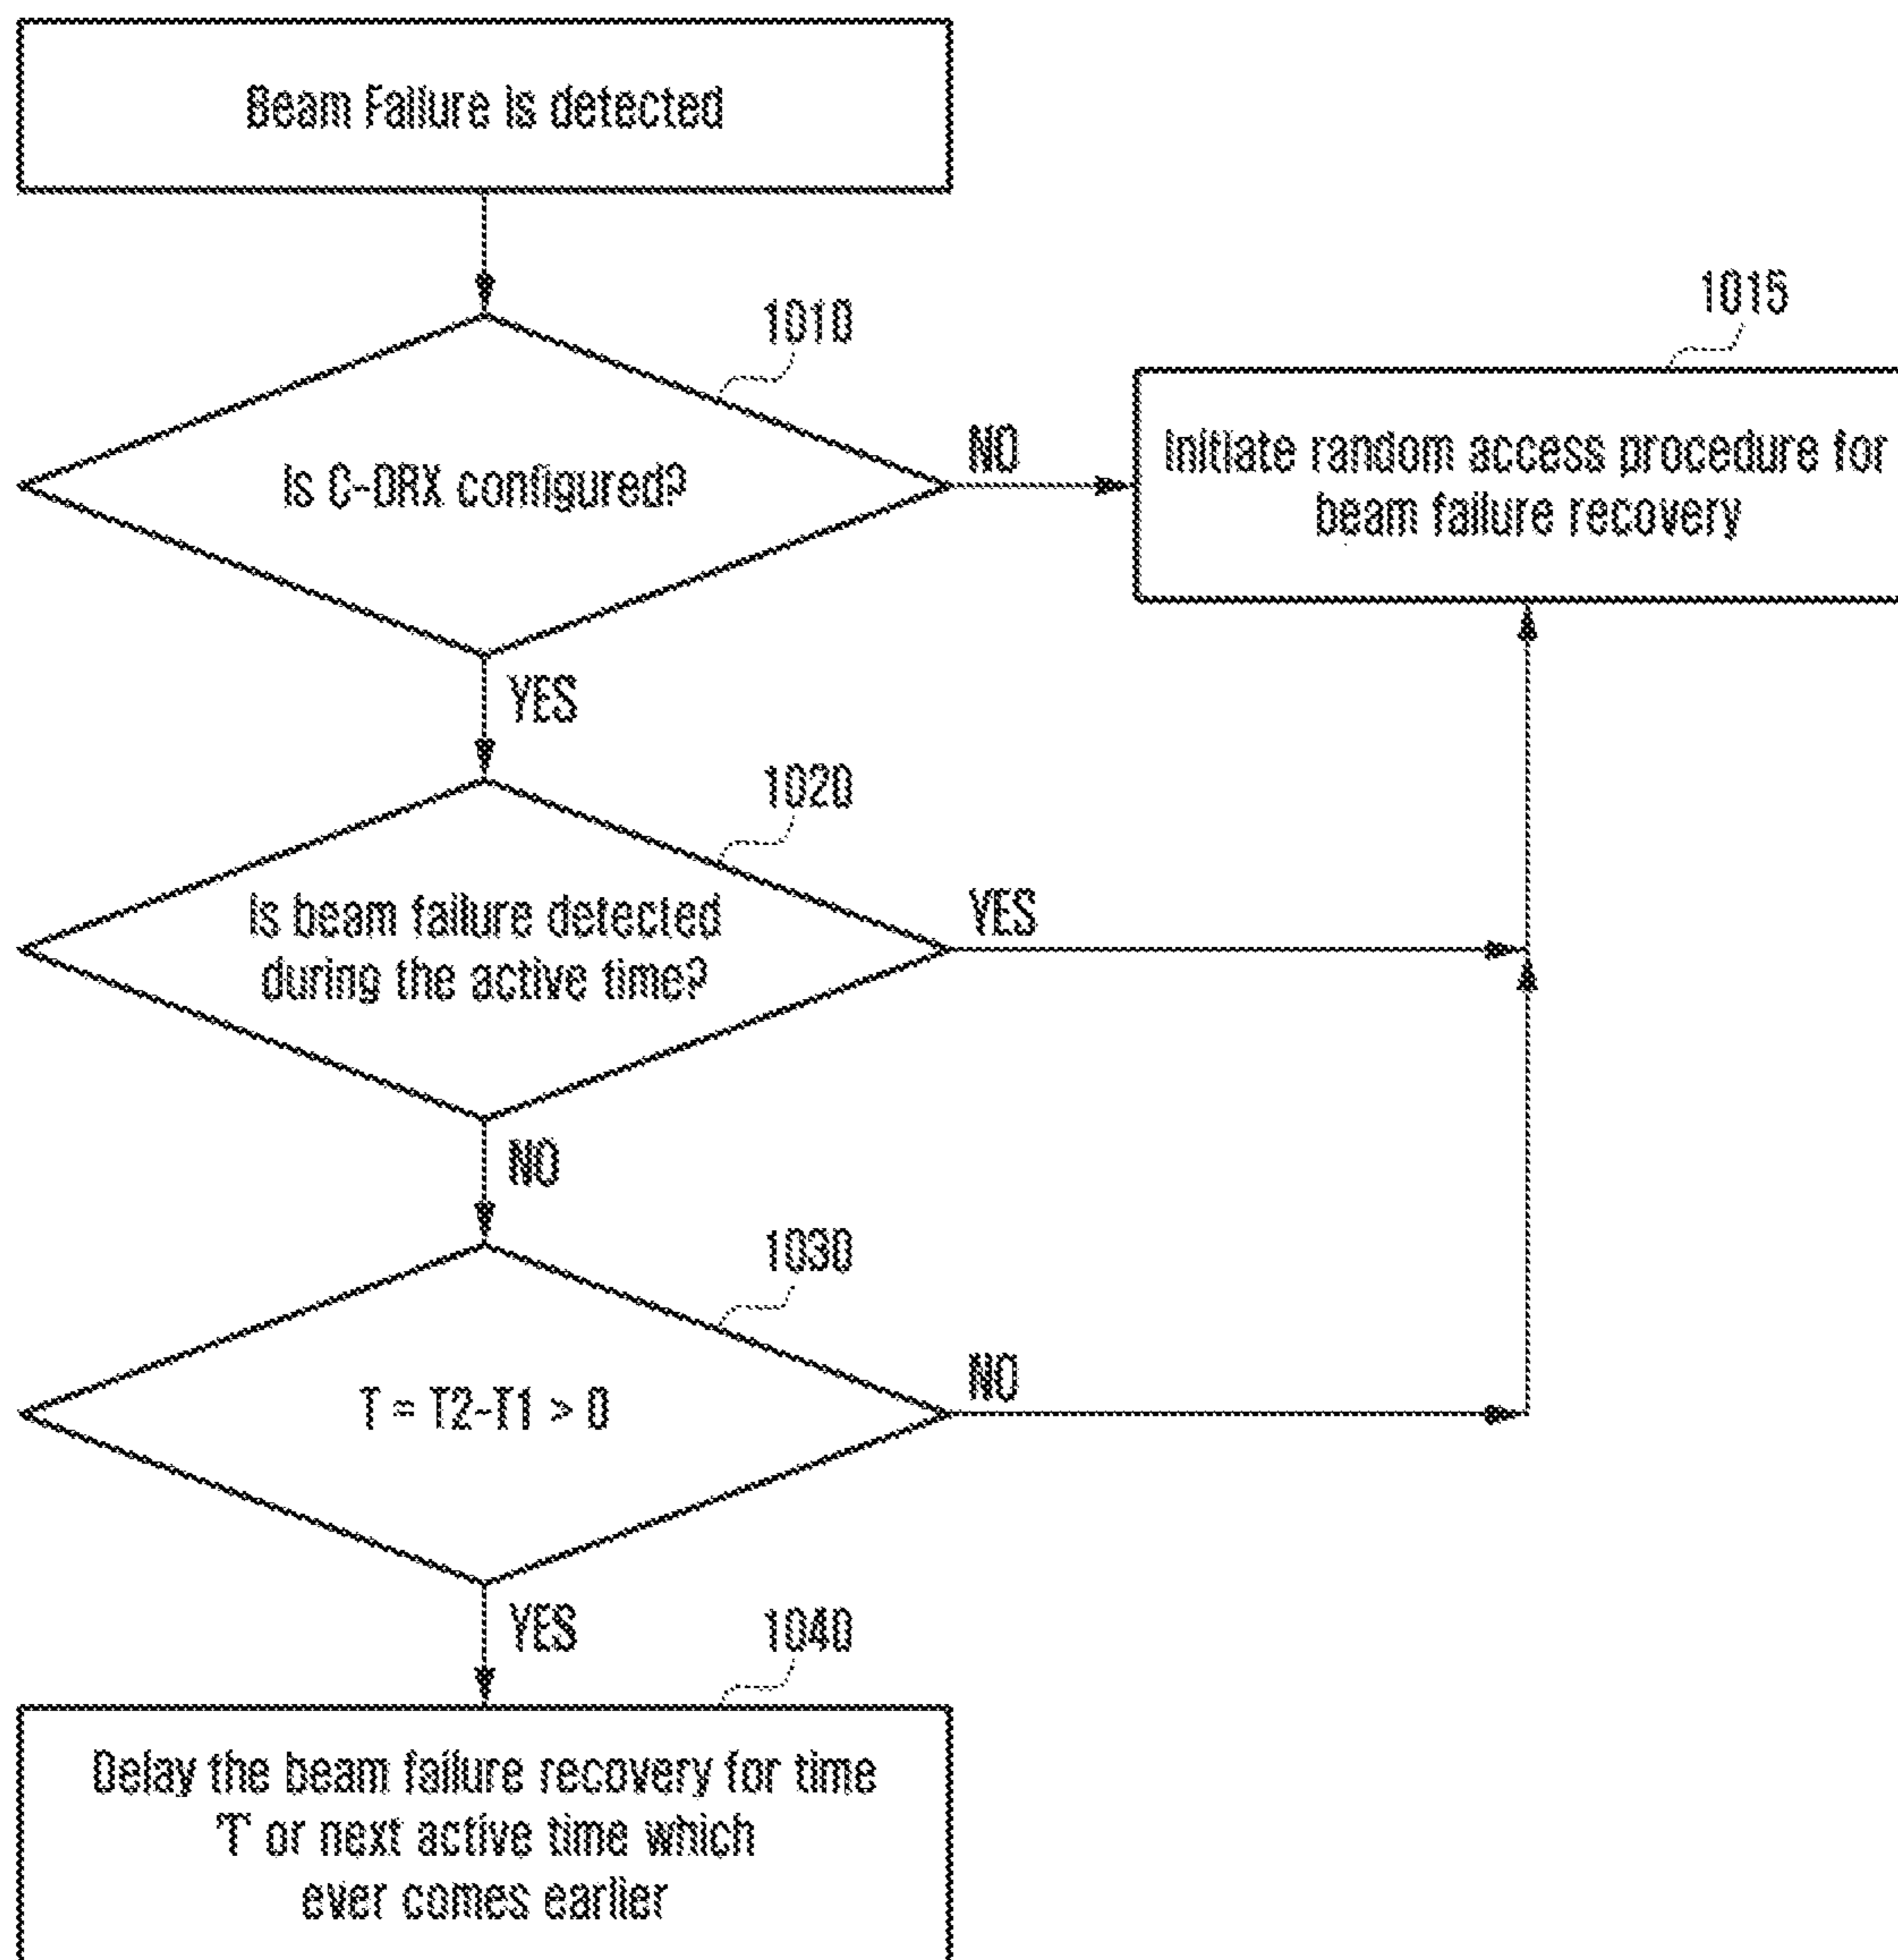 Beam Failure is detected
1010
Is C-DRX configured?
NO
1015
Initiate random access procedure for
beam failure recovery
YES
1020
Is beam failure detected
during the active time?
YES
NO
1030
T = T2-T1 > 0
NO
YES
1040
Delay the beam failure recovery for time
'T' or next active time which
ever comes earlier